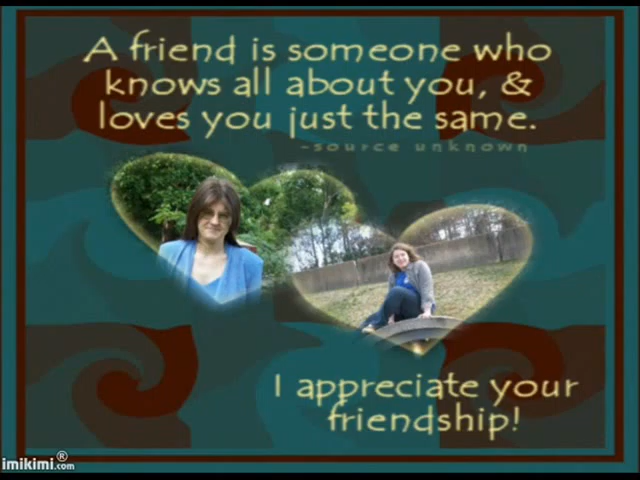 A friend is someone who
knows all about you, &
loves you just the same.
-source unknown
I appreciate your
friendship!
imikimi.com®